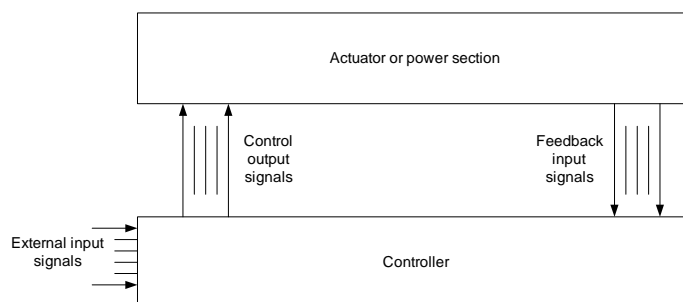 Actuator or power section
Control
output
signals
Feedback
input
signals
External input
signals
Controller